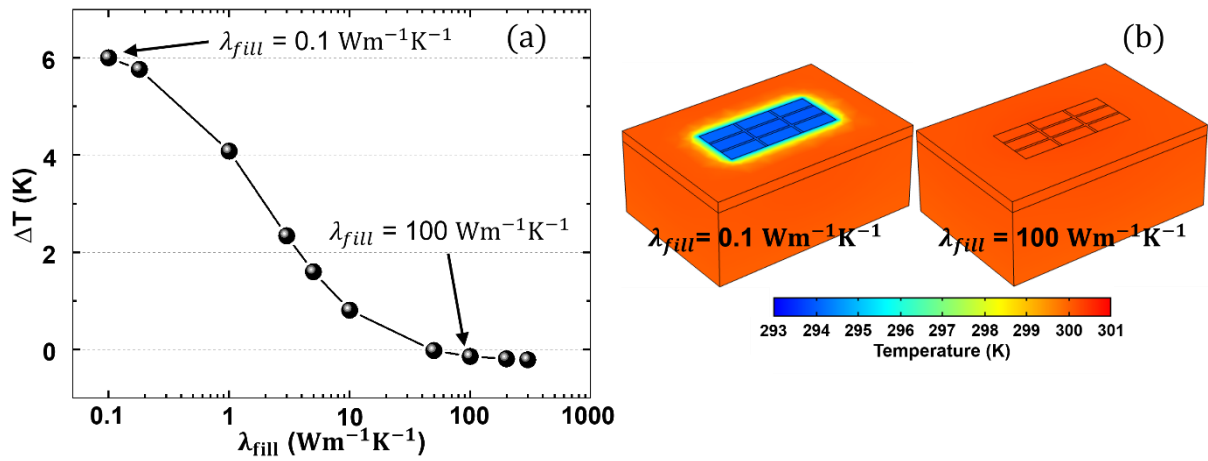 (a)
λfill = 0.1 Wm⁻¹K⁻¹
6
4
2
0
ΔT (K)
λfill = 100 Wm⁻¹K⁻¹
0.1 1 10 100 1000
λfill (Wm⁻¹K⁻¹)
(b)
λfill= 0.1 Wm⁻¹K⁻¹
λfill = 100 Wm⁻¹K⁻¹
293 294 295 296 297 298 299 300 301
Temperature (K)